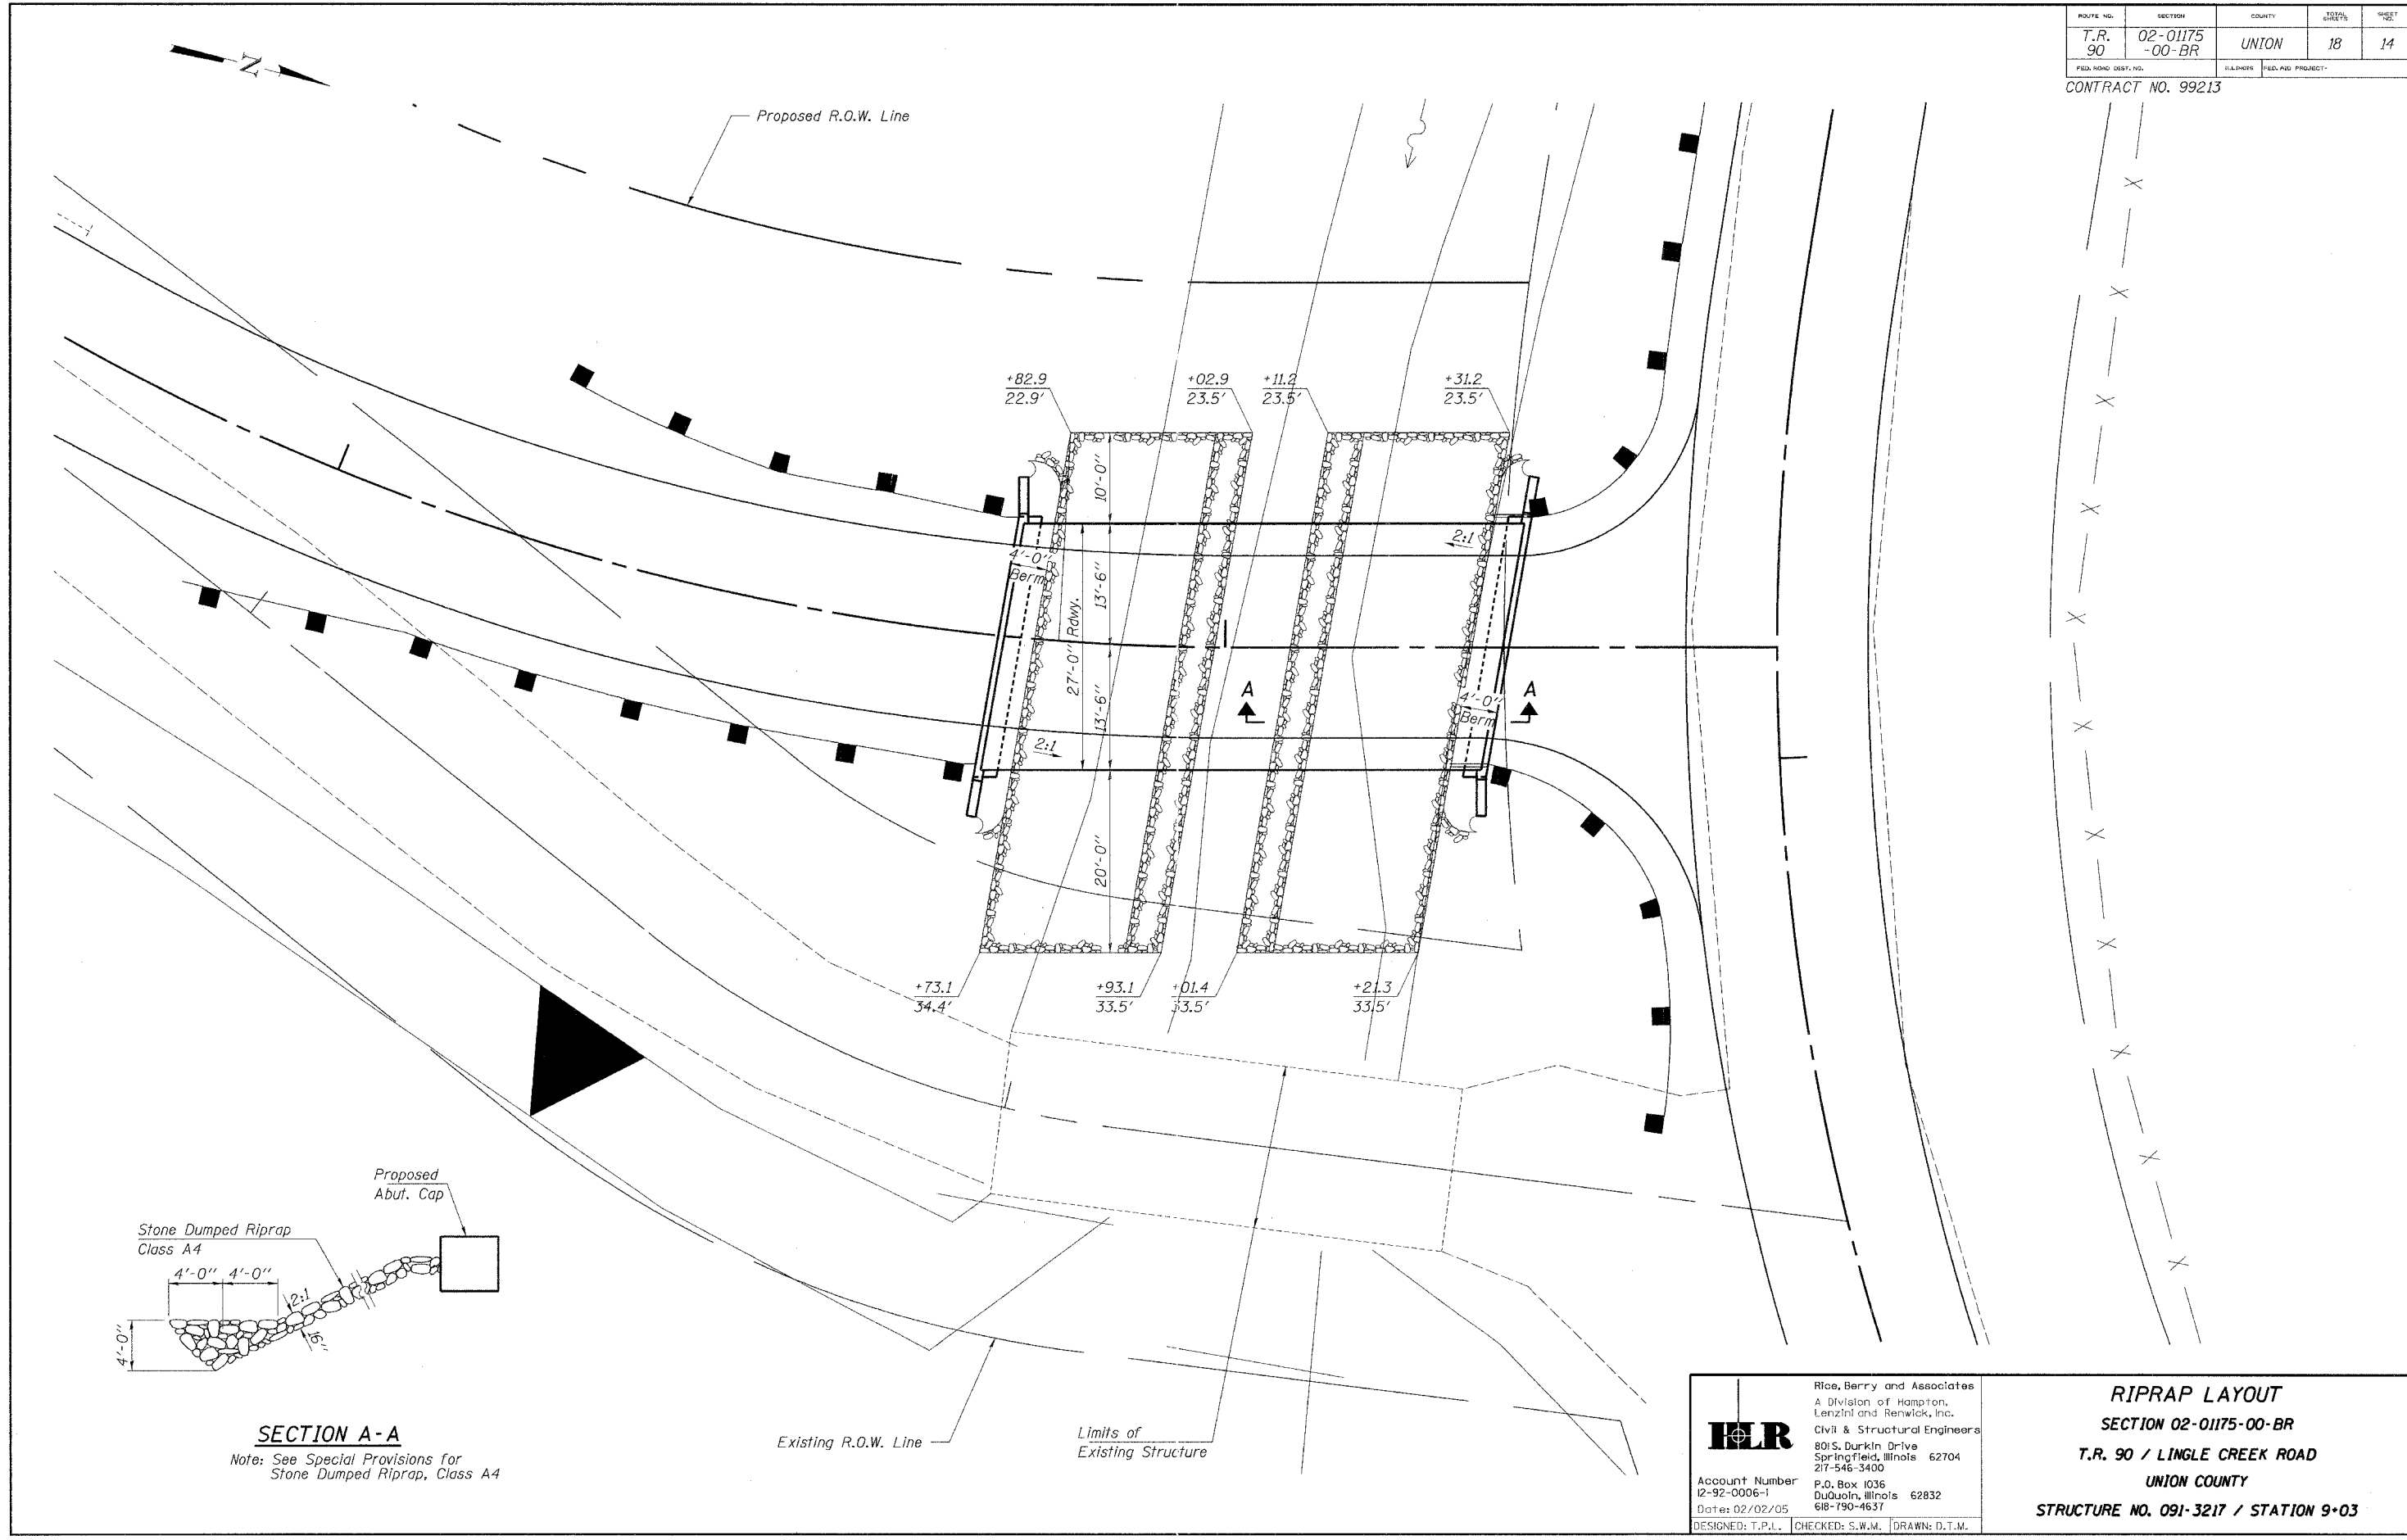 ROUTE NO. SECTION COUNTY TOTAL SHEETS SHEET NO.
T.R. 90 02-01175 -00-BR UNION 18 14
FED. ROAD DIST. NO. ILLINOIS FED. AID PROJECT-
CONTRACT NO. 99213
N
Proposed R.O.W. Line
+82.9
22.9'
+02.9
23.5'
+11.2
23.5'
+31.2
23.5'
10'-0"
2:1
4'-0"
Berm
13'-6"
27'-0" Rdwy.
13'-6"
A
A
4'-0"
Berm
2:1
20'-0"
+73.1
34.4'
+93.1
33.5'
+01.4
33.5'
+21.3
33.5'
Proposed
Abut. Cap
Stone Dumped Riprap
Class A4
4'-0" 4'-0"
2:1
16"
4'-0"
SECTION A-A
Note: See Special Provisions for
Stone Dumped Riprap, Class A4
Existing R.O.W. Line
Limits of
Existing Structure
HLR
Rice, Berry and Associates
A Division of Hampton,
Lenzini and Renwick, Inc.
Civil & Structural Engineers
801 S. Durkin Drive
Springfield, Illinois 62704
217-546-3400
P.O. Box 1036
DuQuoin, Illinois 62832
618-790-4637
Account Number
12-92-0006-1
Date: 02/02/05
DESIGNED: T.P.L. CHECKED: S.W.M. DRAWN: D.T.M.
RIPRAP LAYOUT
SECTION 02-01175-00-BR
T.R. 90 / LINGLE CREEK ROAD
UNION COUNTY
STRUCTURE NO. 091-3217 / STATION 9+03